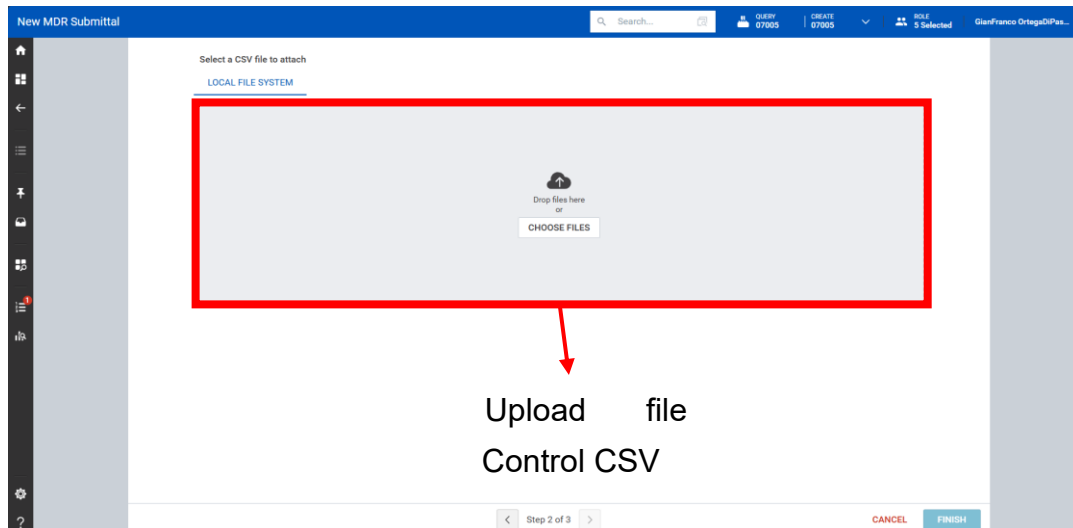 New MDR Submittal
Search...
QUERY
07005
CREATE
07005
ROLE
5 Selected
GianFranco OrtegaDiPas...
Select a CSV file to attach
LOCAL FILE SYSTEM
Drop files here
or
CHOOSE FILES
1
Upload file
Control CSV
?
Step 2 of 3
CANCEL
FINISH